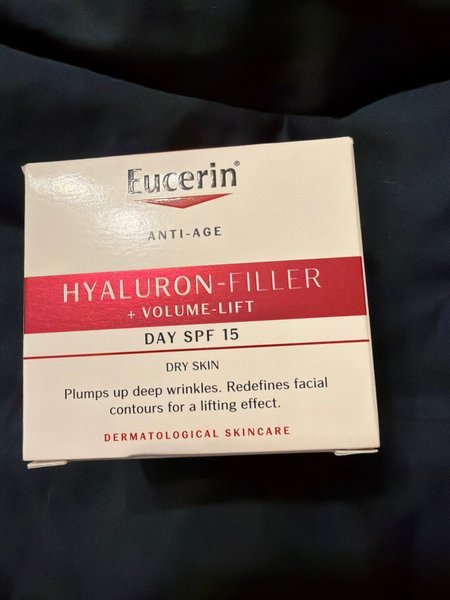 Eucerin®
ANTI-AGE
HYALURON-FILLER
+ VOLUME-LIFT
DAY SPF 15
DRY SKIN
Plumps up deep wrinkles. Redefines facial
contours for a lifting effect.
DERMATOLOGICAL SKINCARE